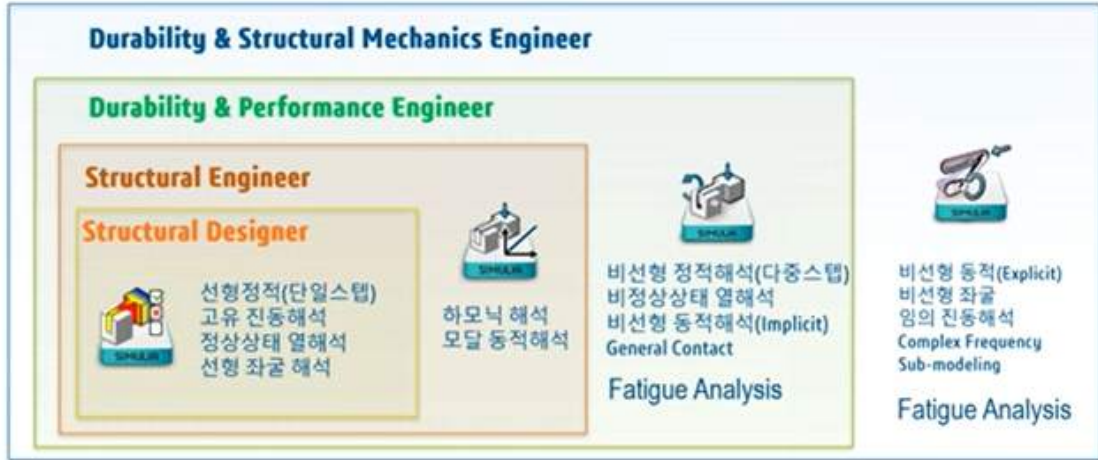 Durability & Structural Mechanics Engineer
Durability & Performance Engineer
Structural Engineer
Structural Designer
SIMULIA
선형정적(단일스텝)
고유 진동해석
정상상태 열해석
선형 좌굴 해석
SIMULIA
하모닉 해석
모달 동적해석
SIMULIA
비선형 정적해석(다중스텝)
비정상상태 열해석
비선형 동적해석(Implicit)
General Contact
Fatigue Analysis
SIMULIA
비선형 동적(Explicit)
비선형 좌굴
임의 진동해석
Complex Frequency
Sub-modeling
Fatigue Analysis